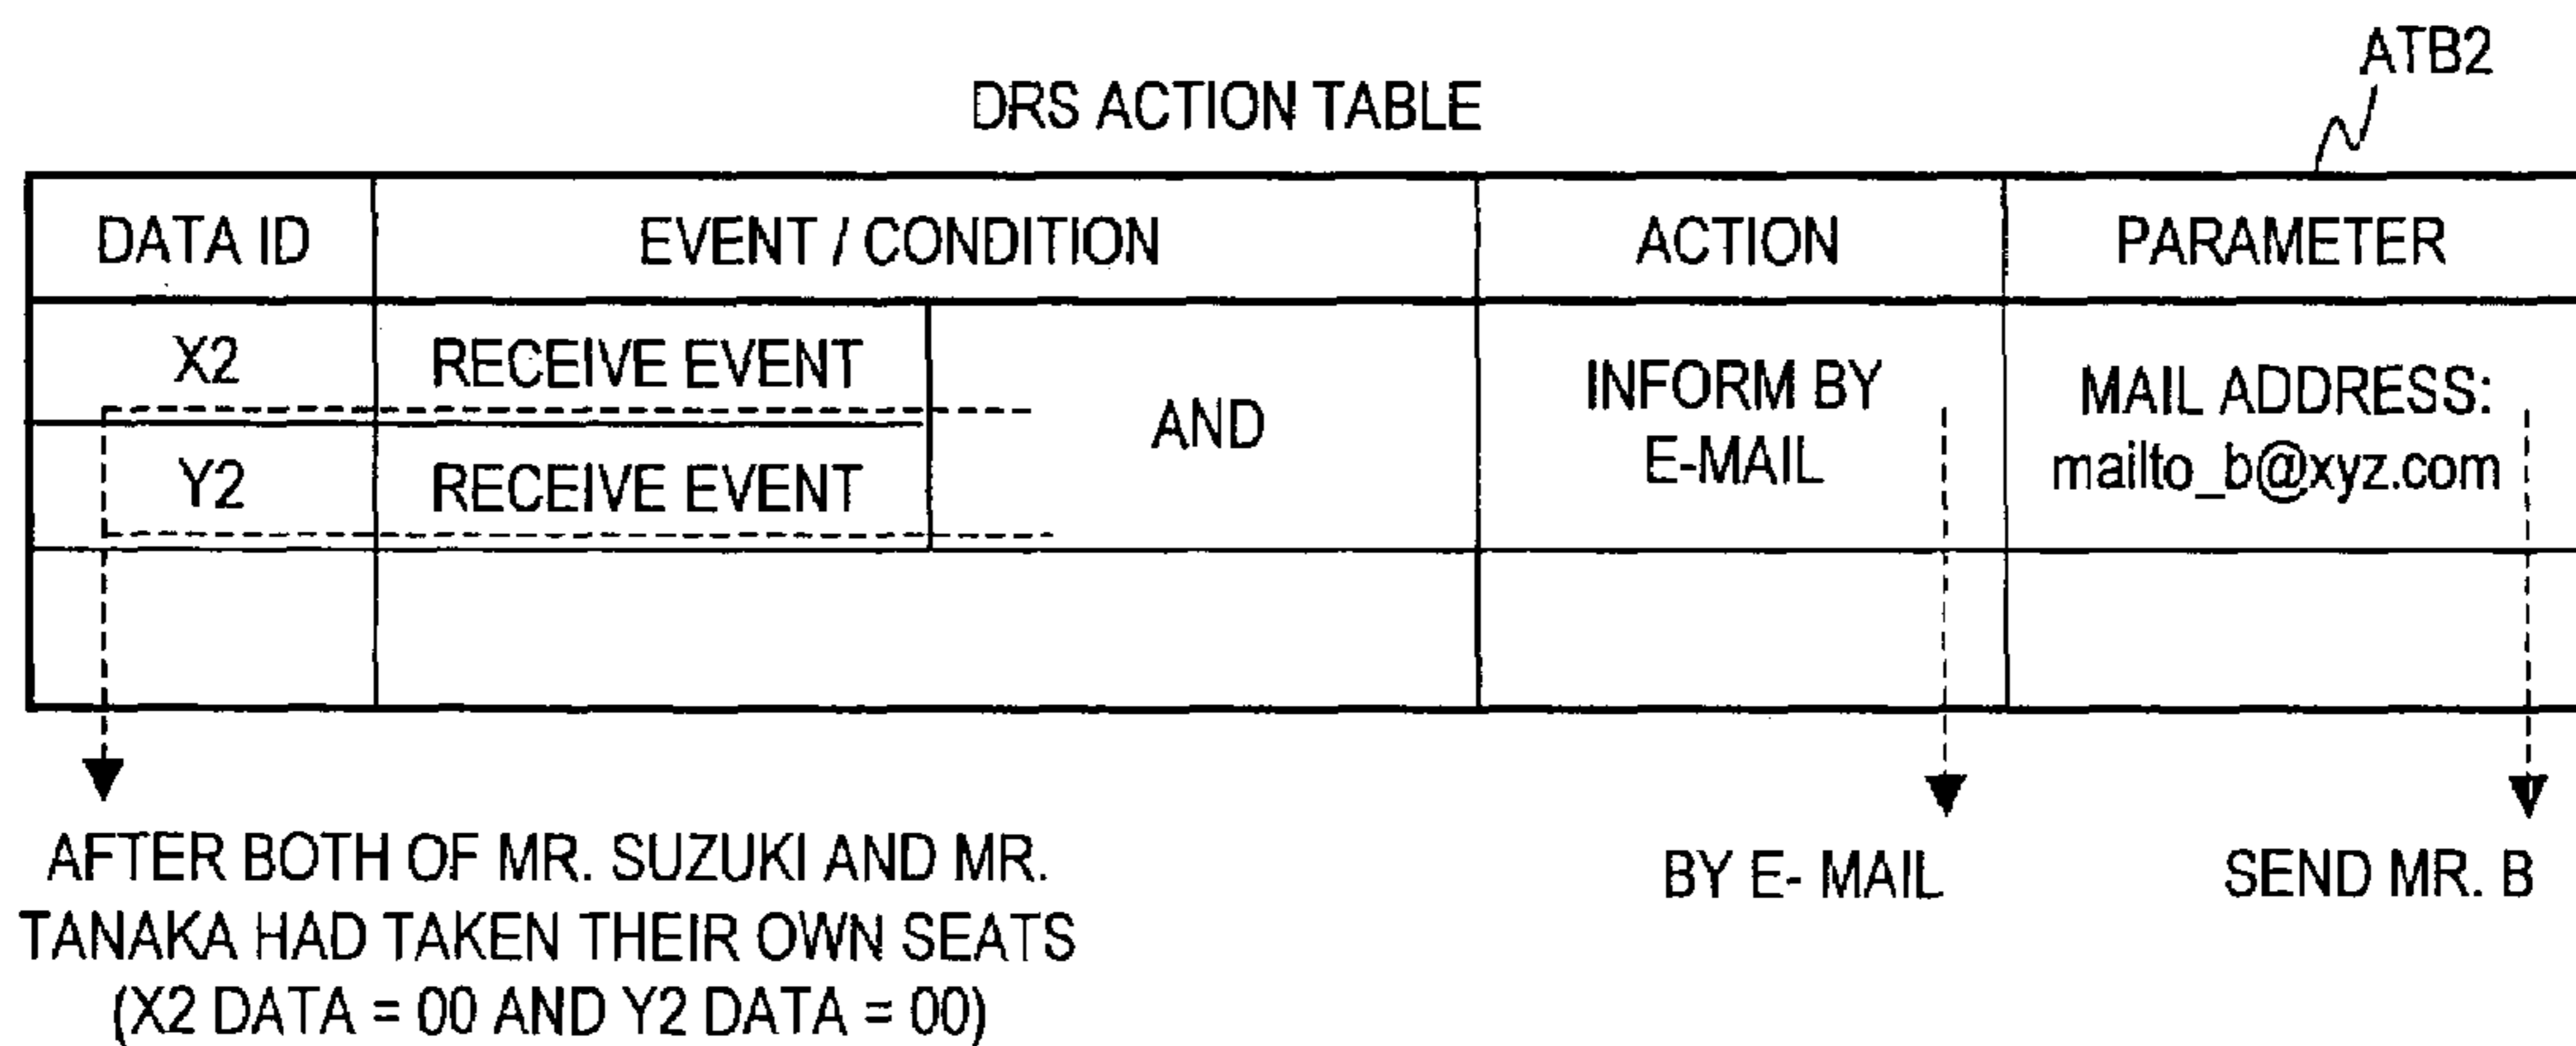 ATB2
DRS ACTION TABLE
DATA ID
EVENT / CONDITION
ACTION
PARAMETER
X2
RECEIVE EVENT
Y2
RECEIVE EVENT
AND
INFORM BY
E-MAIL
MAIL ADDRESS:
mailto_b@xyz.com
AFTER BOTH OF MR. SUZUKI AND MR.
TANAKA HAD TAKEN THEIR OWN SEATS
(X2 DATA = 00 AND Y2 DATA = 00)
BY E- MAIL
SEND MR. B